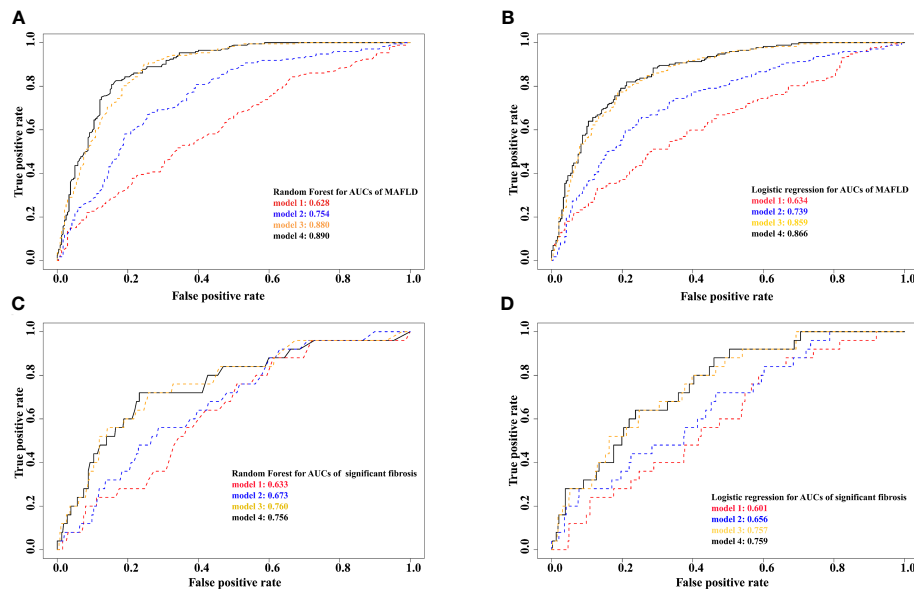 A
True positive rate
1.0
0.8
0.6
0.4
0.2
0.0
Random Forest for AUCs of MAFLD
model 1: 0.628
model 2: 0.754
model 3: 0.880
model 4: 0.890
0.0 0.2 0.4 0.6 0.8 1.0
False positive rate
B
True positive rate
1.0
0.8
0.6
0.4
0.2
0.0
Logistic regression for AUCs of MAFLD
model 1: 0.634
model 2: 0.739
model 3: 0.859
model 4: 0.866
0.0 0.2 0.4 0.6 0.8 1.0
False positive rate
C
True positive rate
1.0
0.8
0.6
0.4
0.2
0.0
Random Forest for AUCs of significant fibrosis
model 1: 0.633
model 2: 0.673
model 3: 0.760
model 4: 0.756
0.0 0.2 0.4 0.6 0.8 1.0
False positive rate
D
True positive rate
1.0
0.8
0.6
0.4
0.2
0.0
Logistic regression for AUCs of significant fibrosis
model 1: 0.601
model 2: 0.656
model 3: 0.757
model 4: 0.759
0.0 0.2 0.4 0.6 0.8 1.0
False positive rate